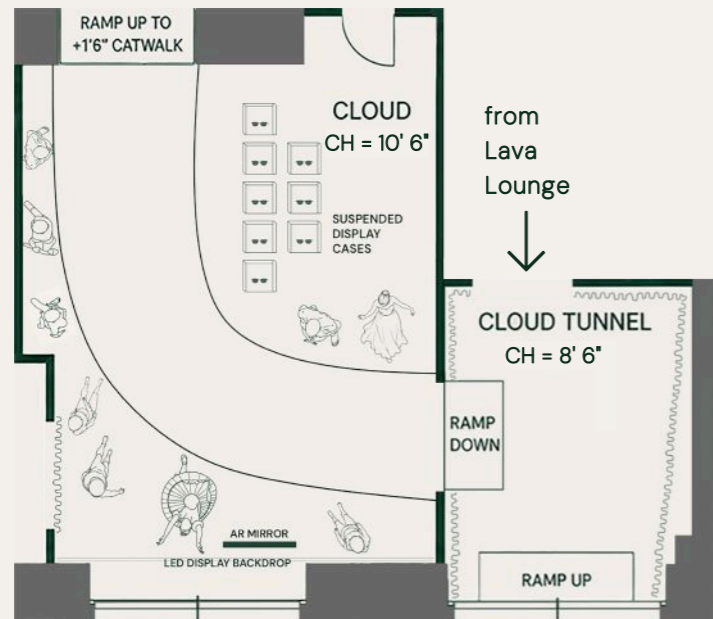 RAMP UP TO
+1'6" CATWALK
CLOUD
CH = 10' 6"
from
Lava
Lounge
SUSPENDED
DISPLAY
CASES
CLOUD TUNNEL
CH = 8' 6"
RAMP
DOWN
AR MIRROR
LED DISPLAY BACKDROP
RAMP UP